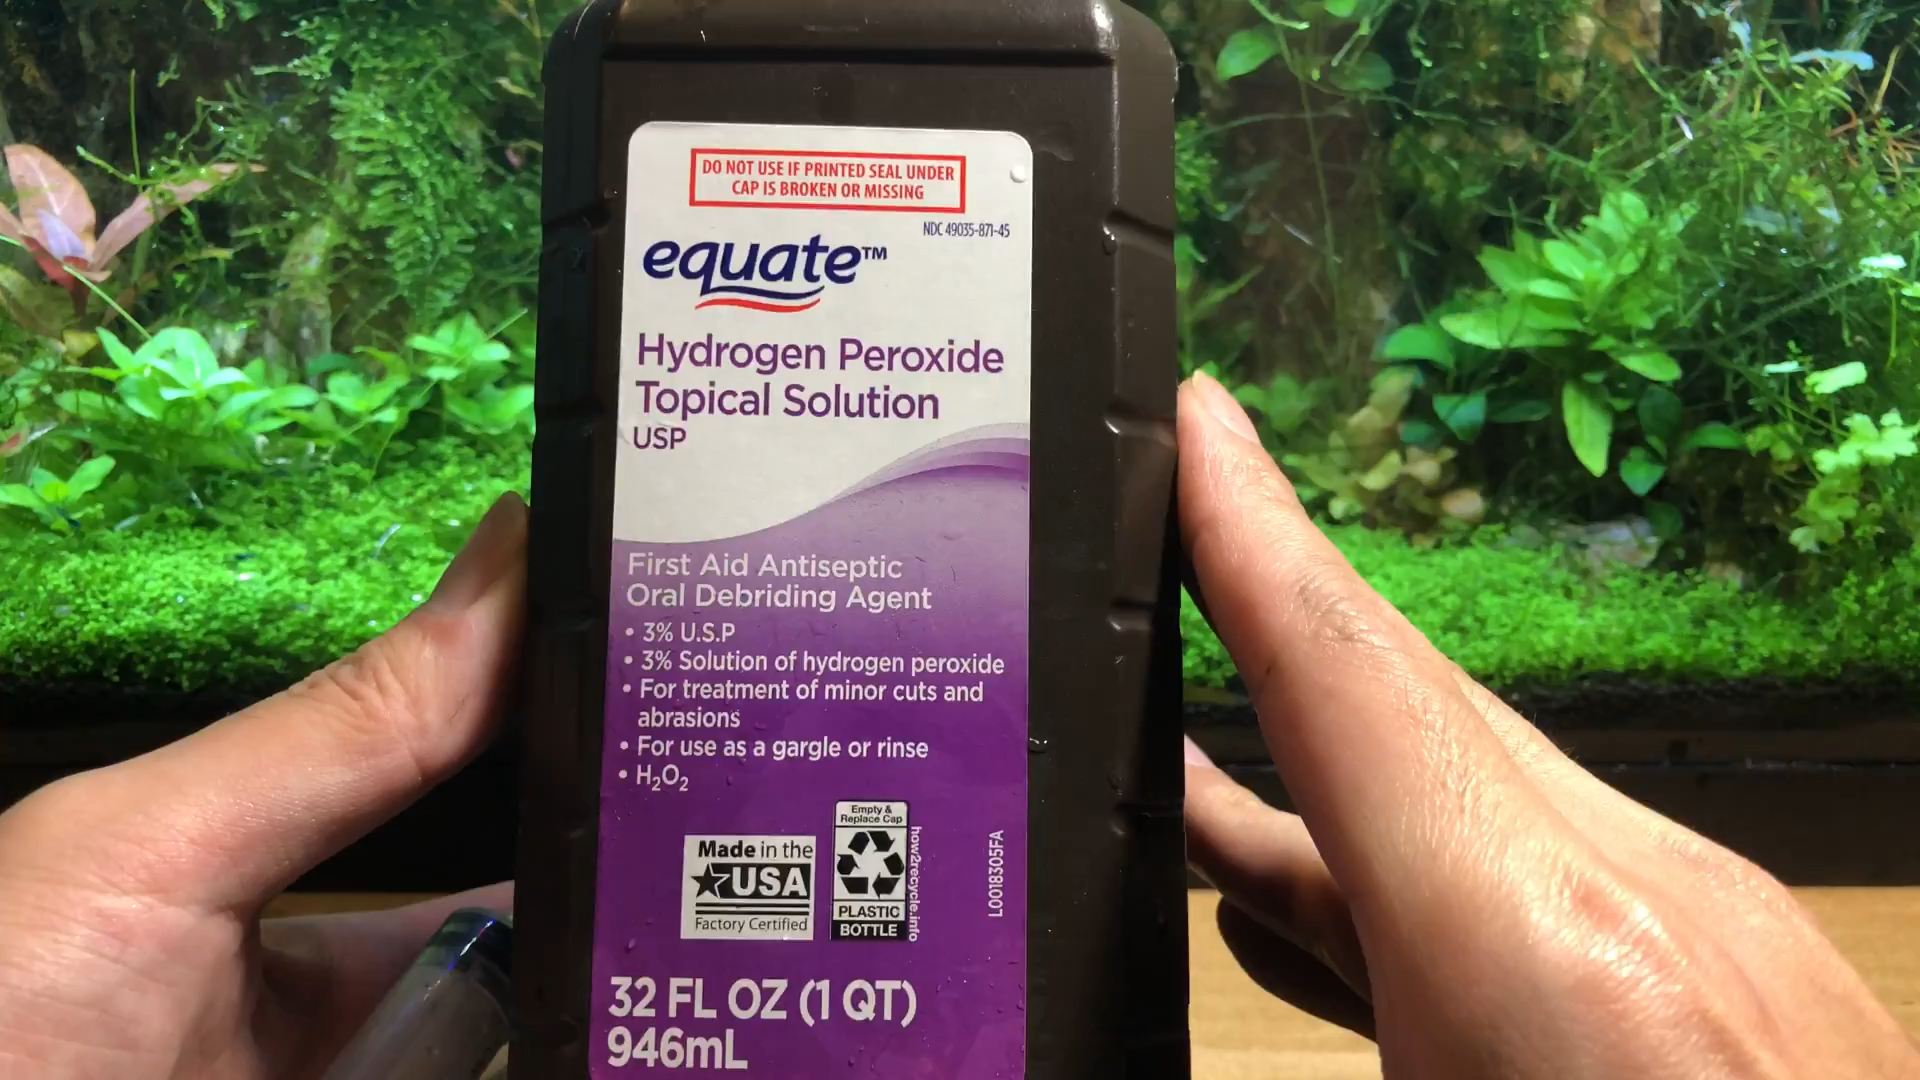 DO NOT USE IF PRINTED SEAL UNDER
CAP IS BROKEN OR MISSING
NDC 49035-871-45
equate™
Hydrogen Peroxide
Topical Solution
USP
First Aid Antiseptic
Oral Debriding Agent
• 3% U.S.P
• 3% Solution of hydrogen peroxide
• For treatment of minor cuts and
abrasions
• For use as a gargle or rinse
• H₂O₂
Made in the
USA
Factory Certified
Empty &
Replace Cap
PLASTIC
BOTTLE
how2recycle.info
L0018305FA
32 FL OZ (1 QT)
946mL